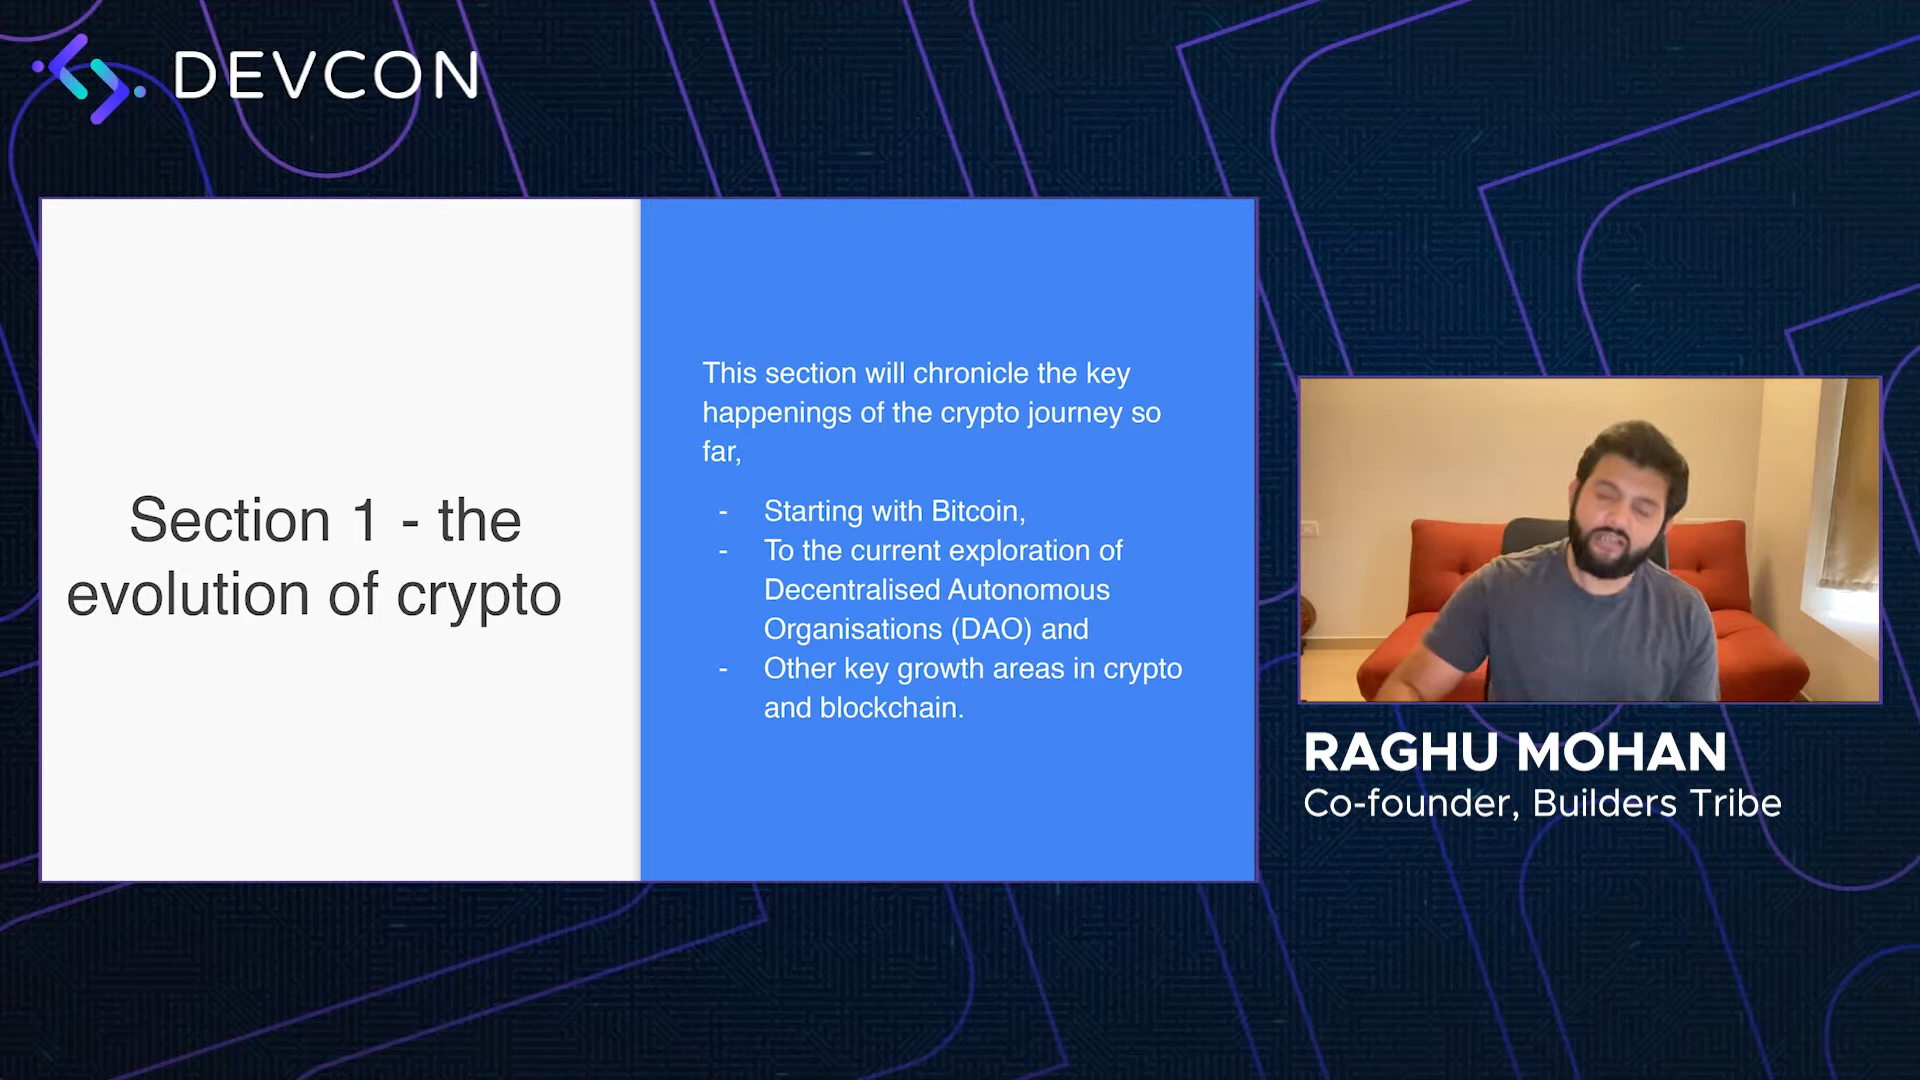 DEVCON
Section 1 - the
evolution of crypto
This section will chronicle the key
happenings of the crypto journey so
far,
- Starting with Bitcoin,
- To the current exploration of
Decentralised Autonomous
Organisations (DAO) and
- Other key growth areas in crypto
and blockchain.
RAGHU MOHAN
Co-founder, Builders Tribe